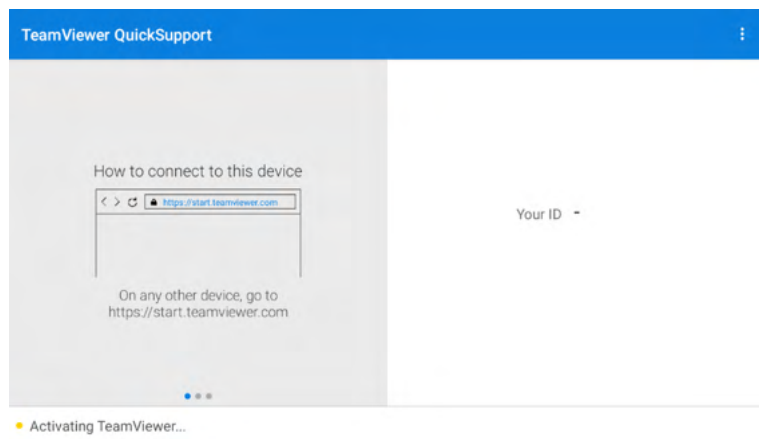 TeamViewer QuickSupport
How to connect to this device
https://start.teamviewer.com
On any other device, go to
https://start.teamviewer.com
Your ID -
Activating TeamViewer...